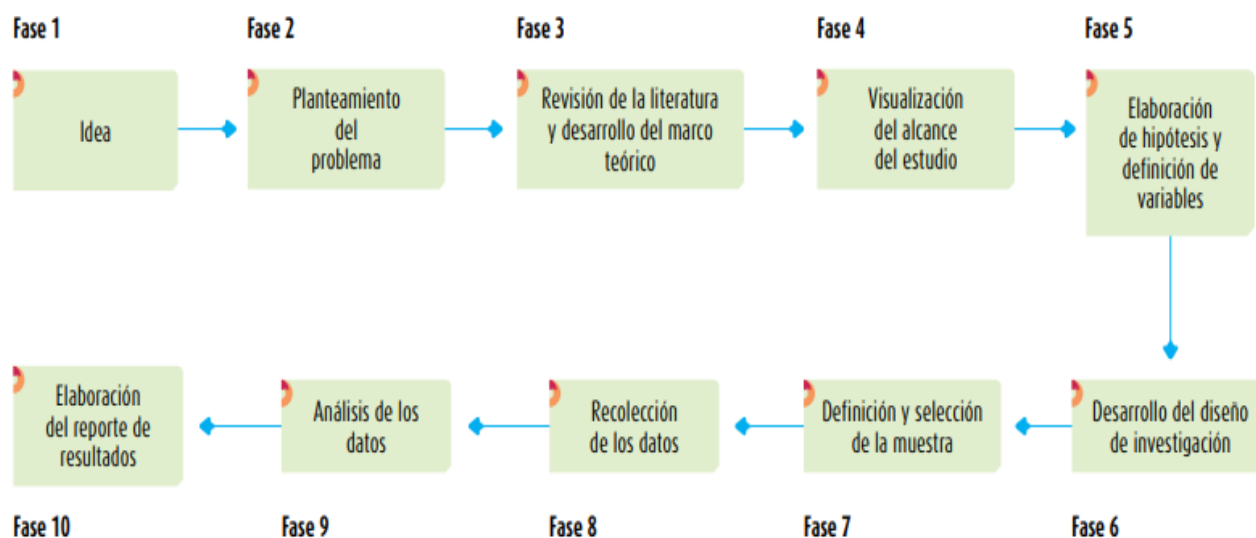 Fase 1
Idea
Fase 2
Planteamiento
del
problema
Fase 3
Revisión de la literatura
y desarrollo del marco
teórico
Fase 4
Visualización
del alcance
del estudio
Fase 5
Elaboración
de hipótesis y
definición de
variables
Desarrollo del diseño
de investigación
Fase 6
Definición y selección
de la muestra
Fase 7
Recolección
de los datos
Fase 8
Análisis de los
datos
Fase 9
Elaboración
del reporte de
resultados
Fase 10